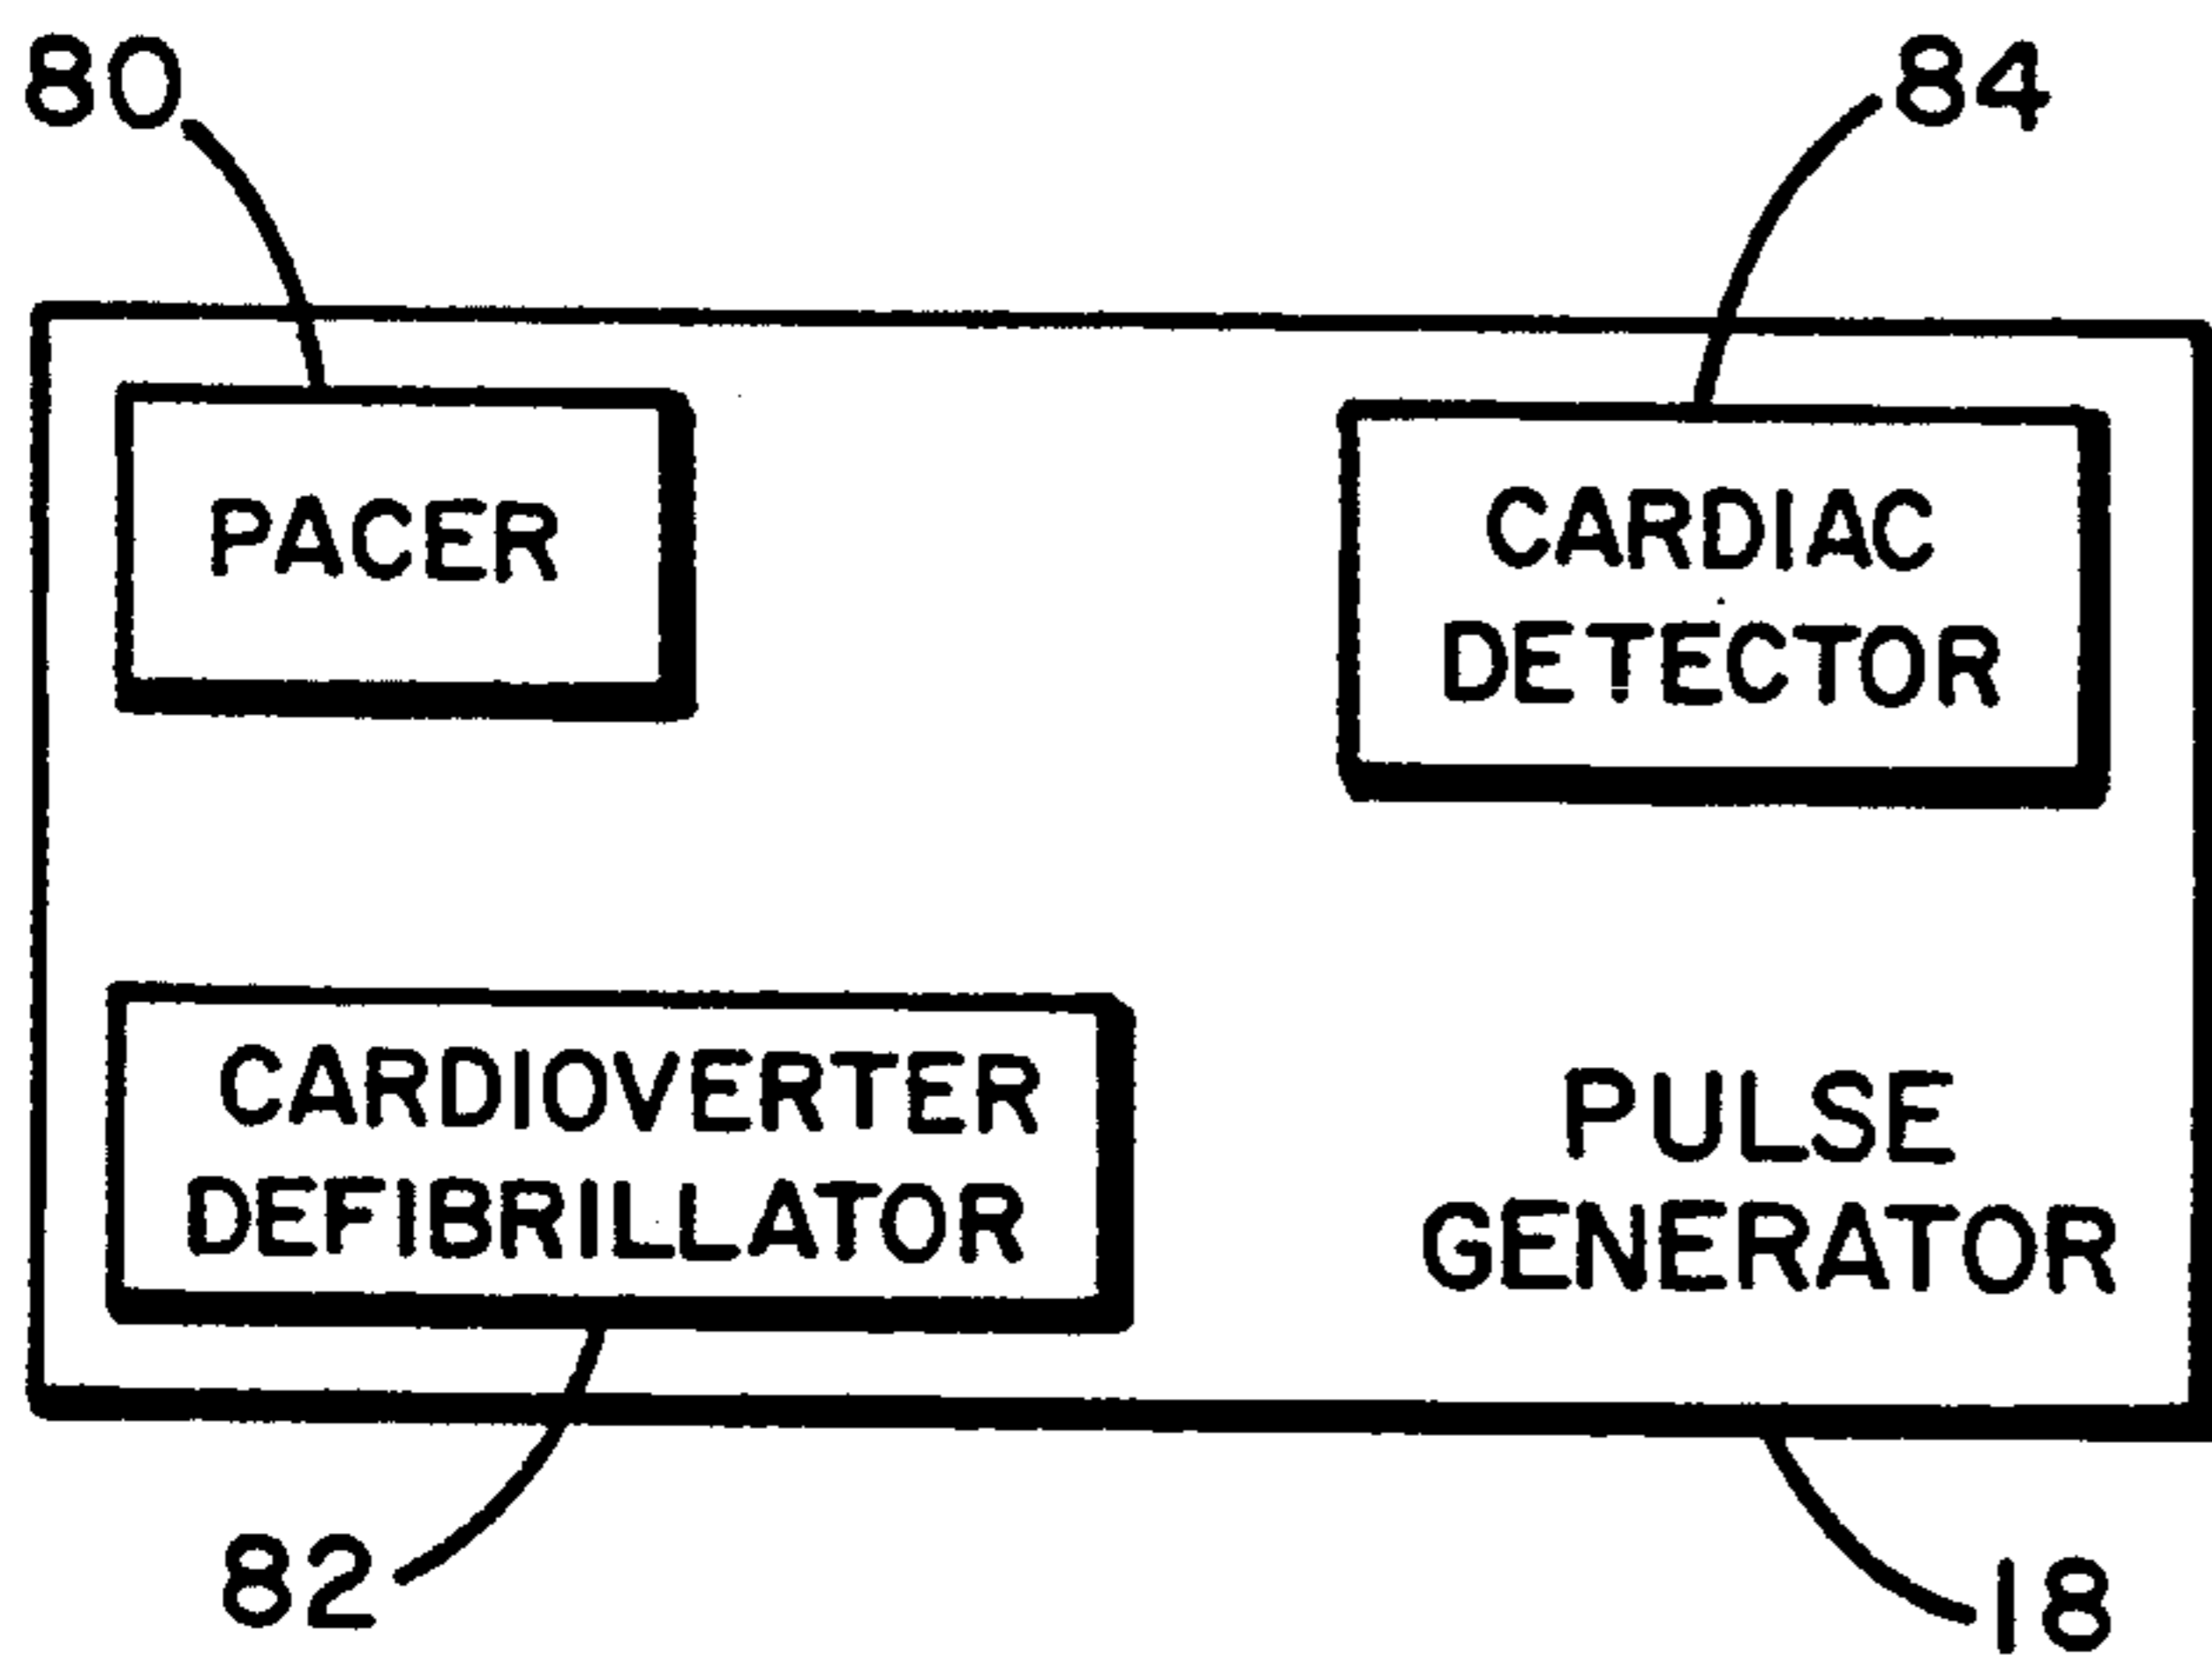 80
84
PACER
CARDIAC
DETECTOR
CARDIOVERTER
DEFIBRILLATOR
PULSE
GENERATOR
82
18